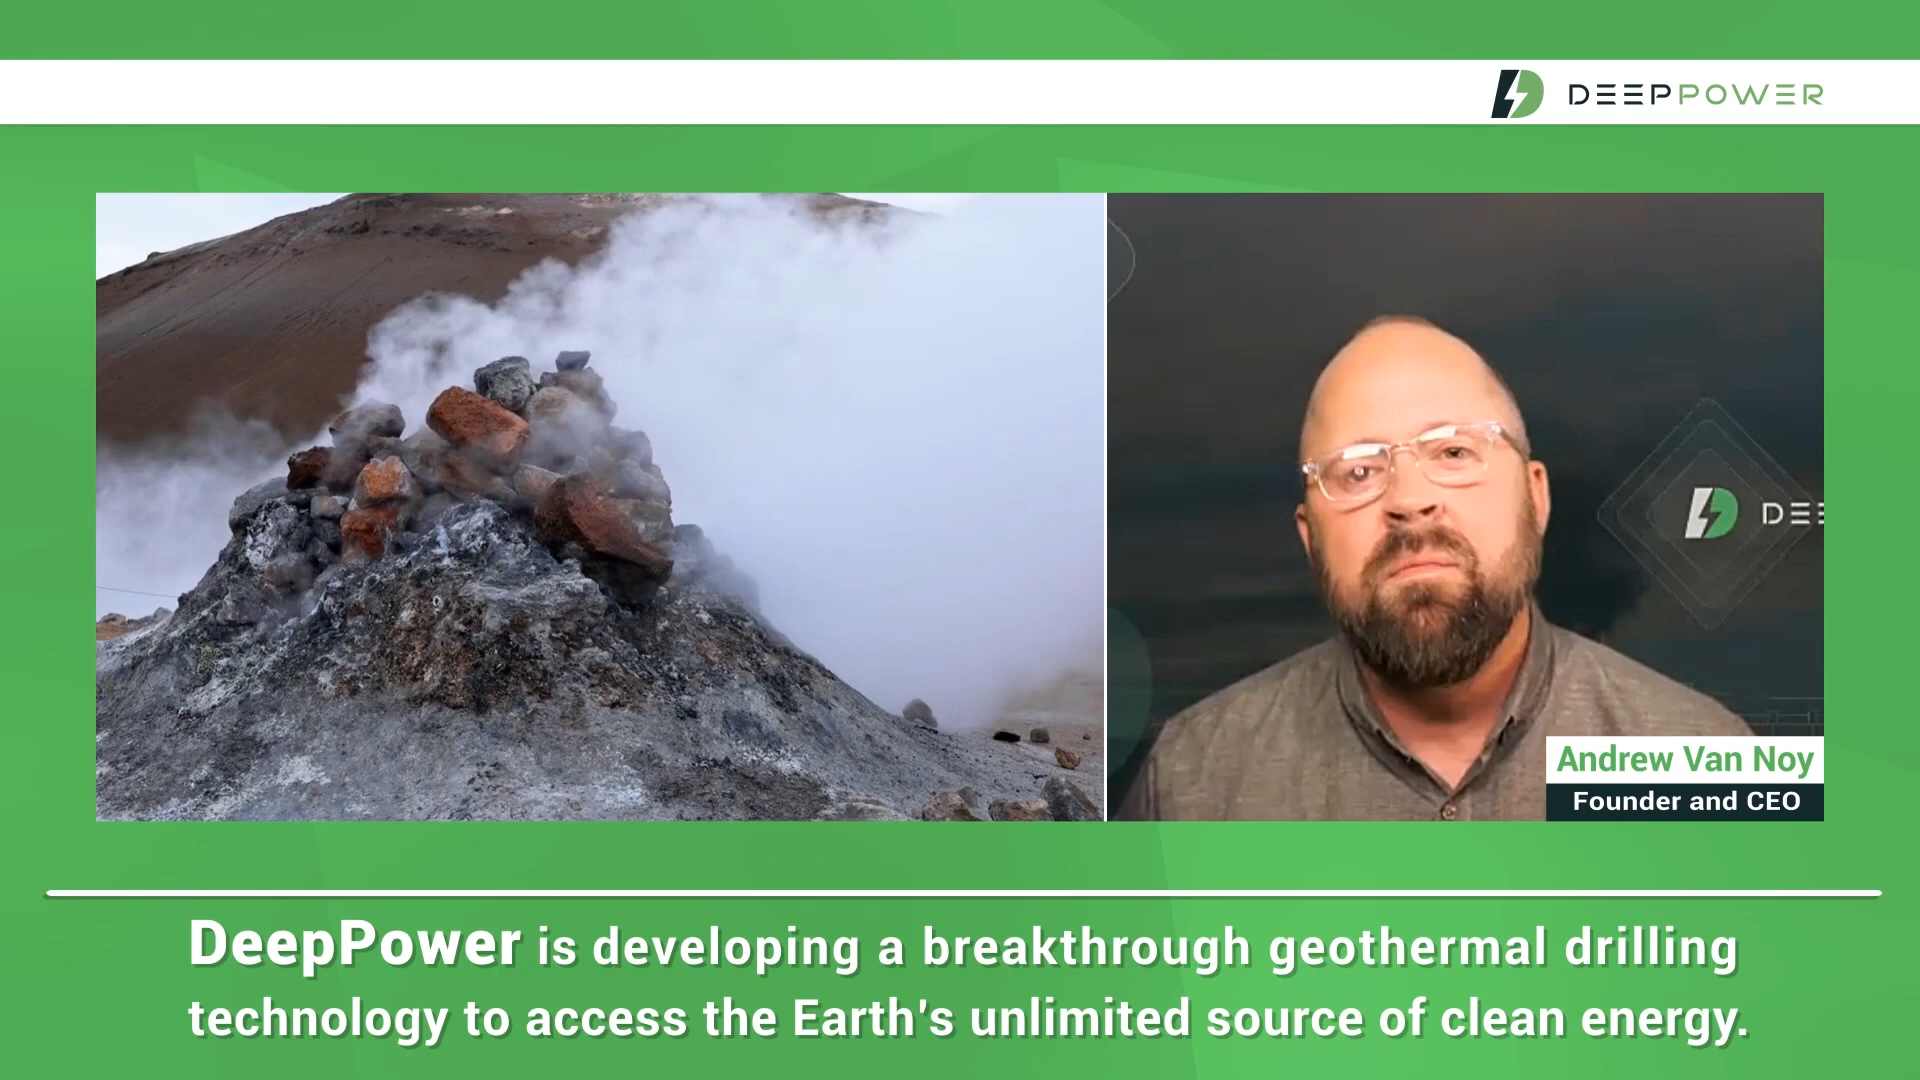 DEEPPOWER
DEE
Andrew Van Noy
Founder and CEO
DeepPower is developing a breakthrough geothermal drilling
technology to access the Earth's unlimited source of clean energy.